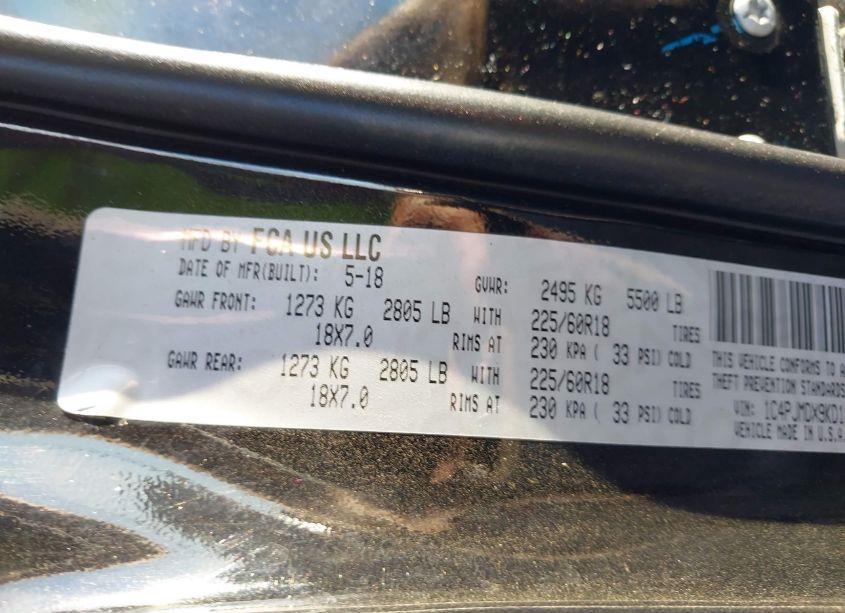 MFD BY FCA US LLC
DATE OF MFR(BUILT): 5-18 GVWR: 2495 KG 5500 LB
GAWR FRONT: 1273 KG 2805 LB WITH 225/60R18 TIRES
18X7.0 RIMS AT 230 KPA ( 33 PSI) COLD
GAWR REAR: 1273 KG 2805 LB WITH 225/60R18 TIRES
18X7.0 RIMS AT 230 KPA ( 33 PSI) COLD
THIS VEHICLE CONFORMS TO A
THEFT PREVENTION STANDARDS
VIN: 1C4PJMDX9KD1
VEHICLE MADE IN U.S.A